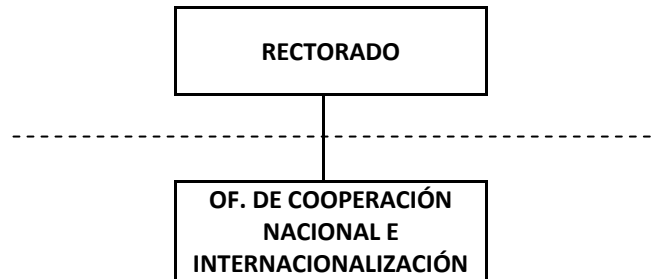 RECTORADO
OF. DE COOPERACIÓN
NACIONAL E
INTERNACIONALIZACIÓN